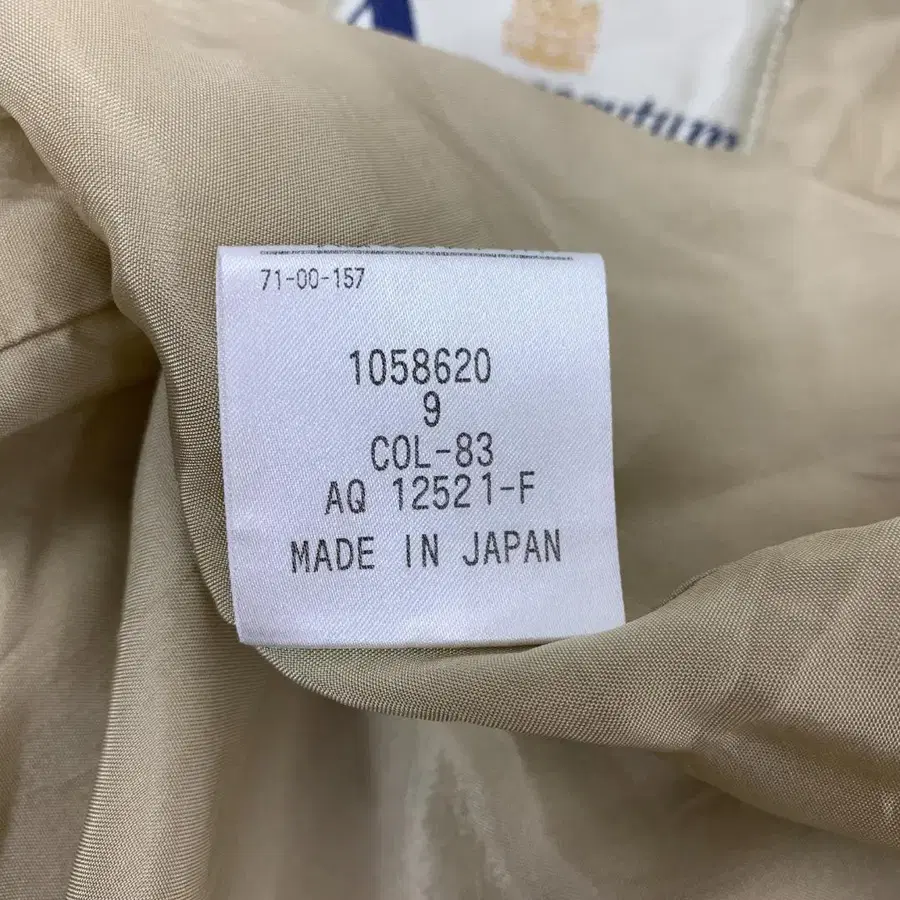 71-00-157
1058620
9
COL-83
AQ 12521-F
MADE IN JAPAN